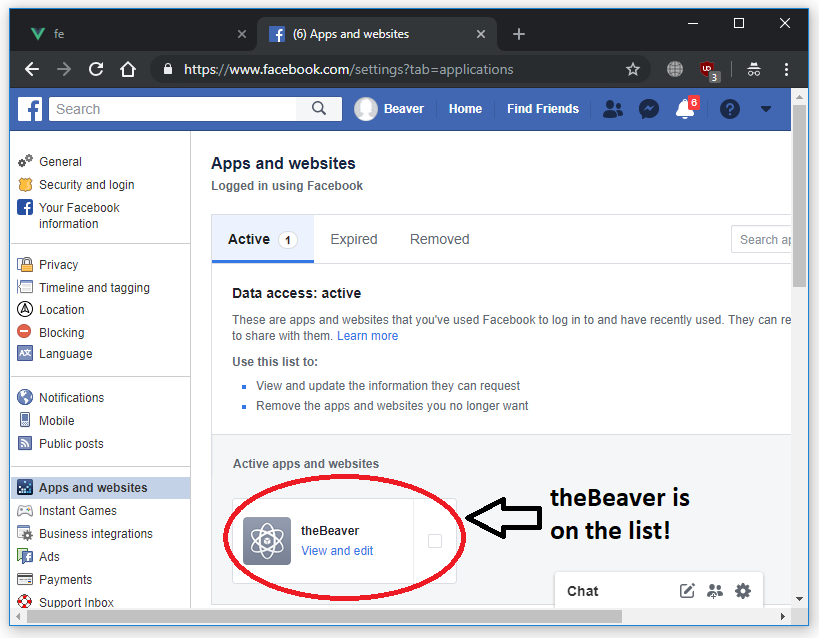 fe
(6) Apps and websites
https://www.facebook.com/settings?tab=applications
UD
3
Search
Beaver
Home
Find Friends
6
General
Security and login
Your Facebook
information
Privacy
Timeline and tagging
Location
Blocking
Language
Notifications
Mobile
Public posts
Apps and websites
Instant Games
Business integrations
Ads
Payments
Support Inbox
Apps and websites
Logged in using Facebook
Active 1
Expired
Removed
Search ap
Data access: active
These are apps and websites that you've used Facebook to log in to and have recently used. They can re
to share with them. Learn more
Use this list to:
View and update the information they can request
Remove the apps and websites you no longer want
Active apps and websites
theBeaver
View and edit
theBeaver is
on the list!
Chat